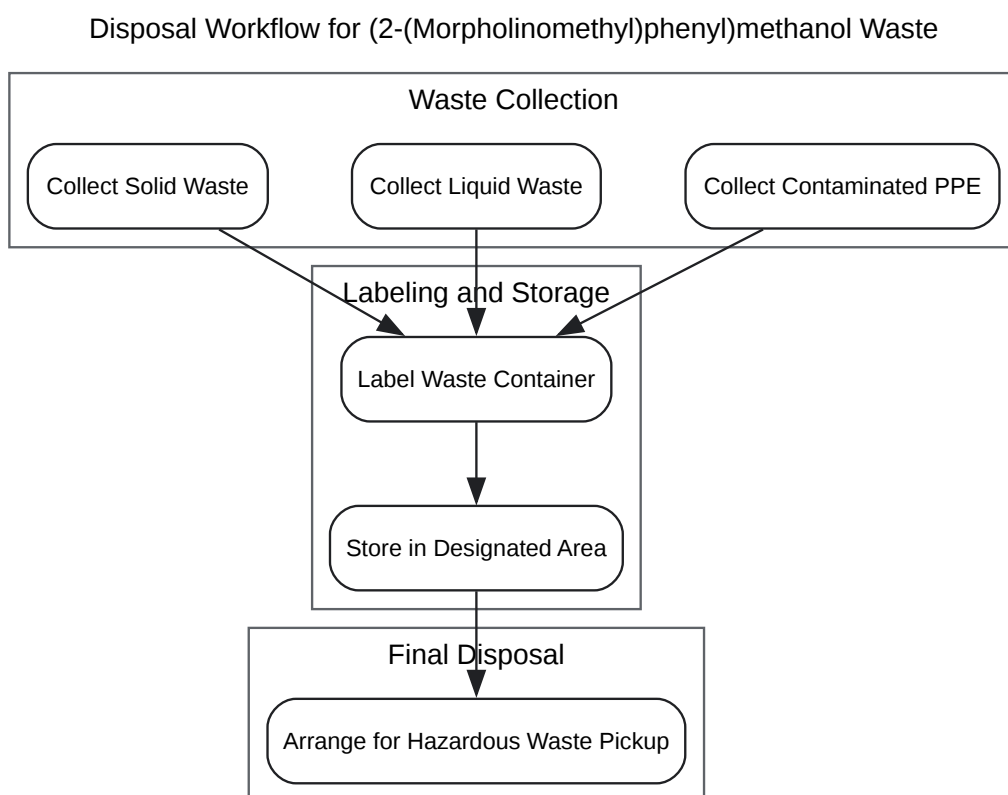 Disposal Workflow for (2-(Morpholinomethyl)phenyl)methanol Waste
Waste Collection
Collect Solid Waste
Collect Liquid Waste
Collect Contaminated PPE
Labeling and Storage
Label Waste Container
Store in Designated Area
Final Disposal
Arrange for Hazardous Waste Pickup